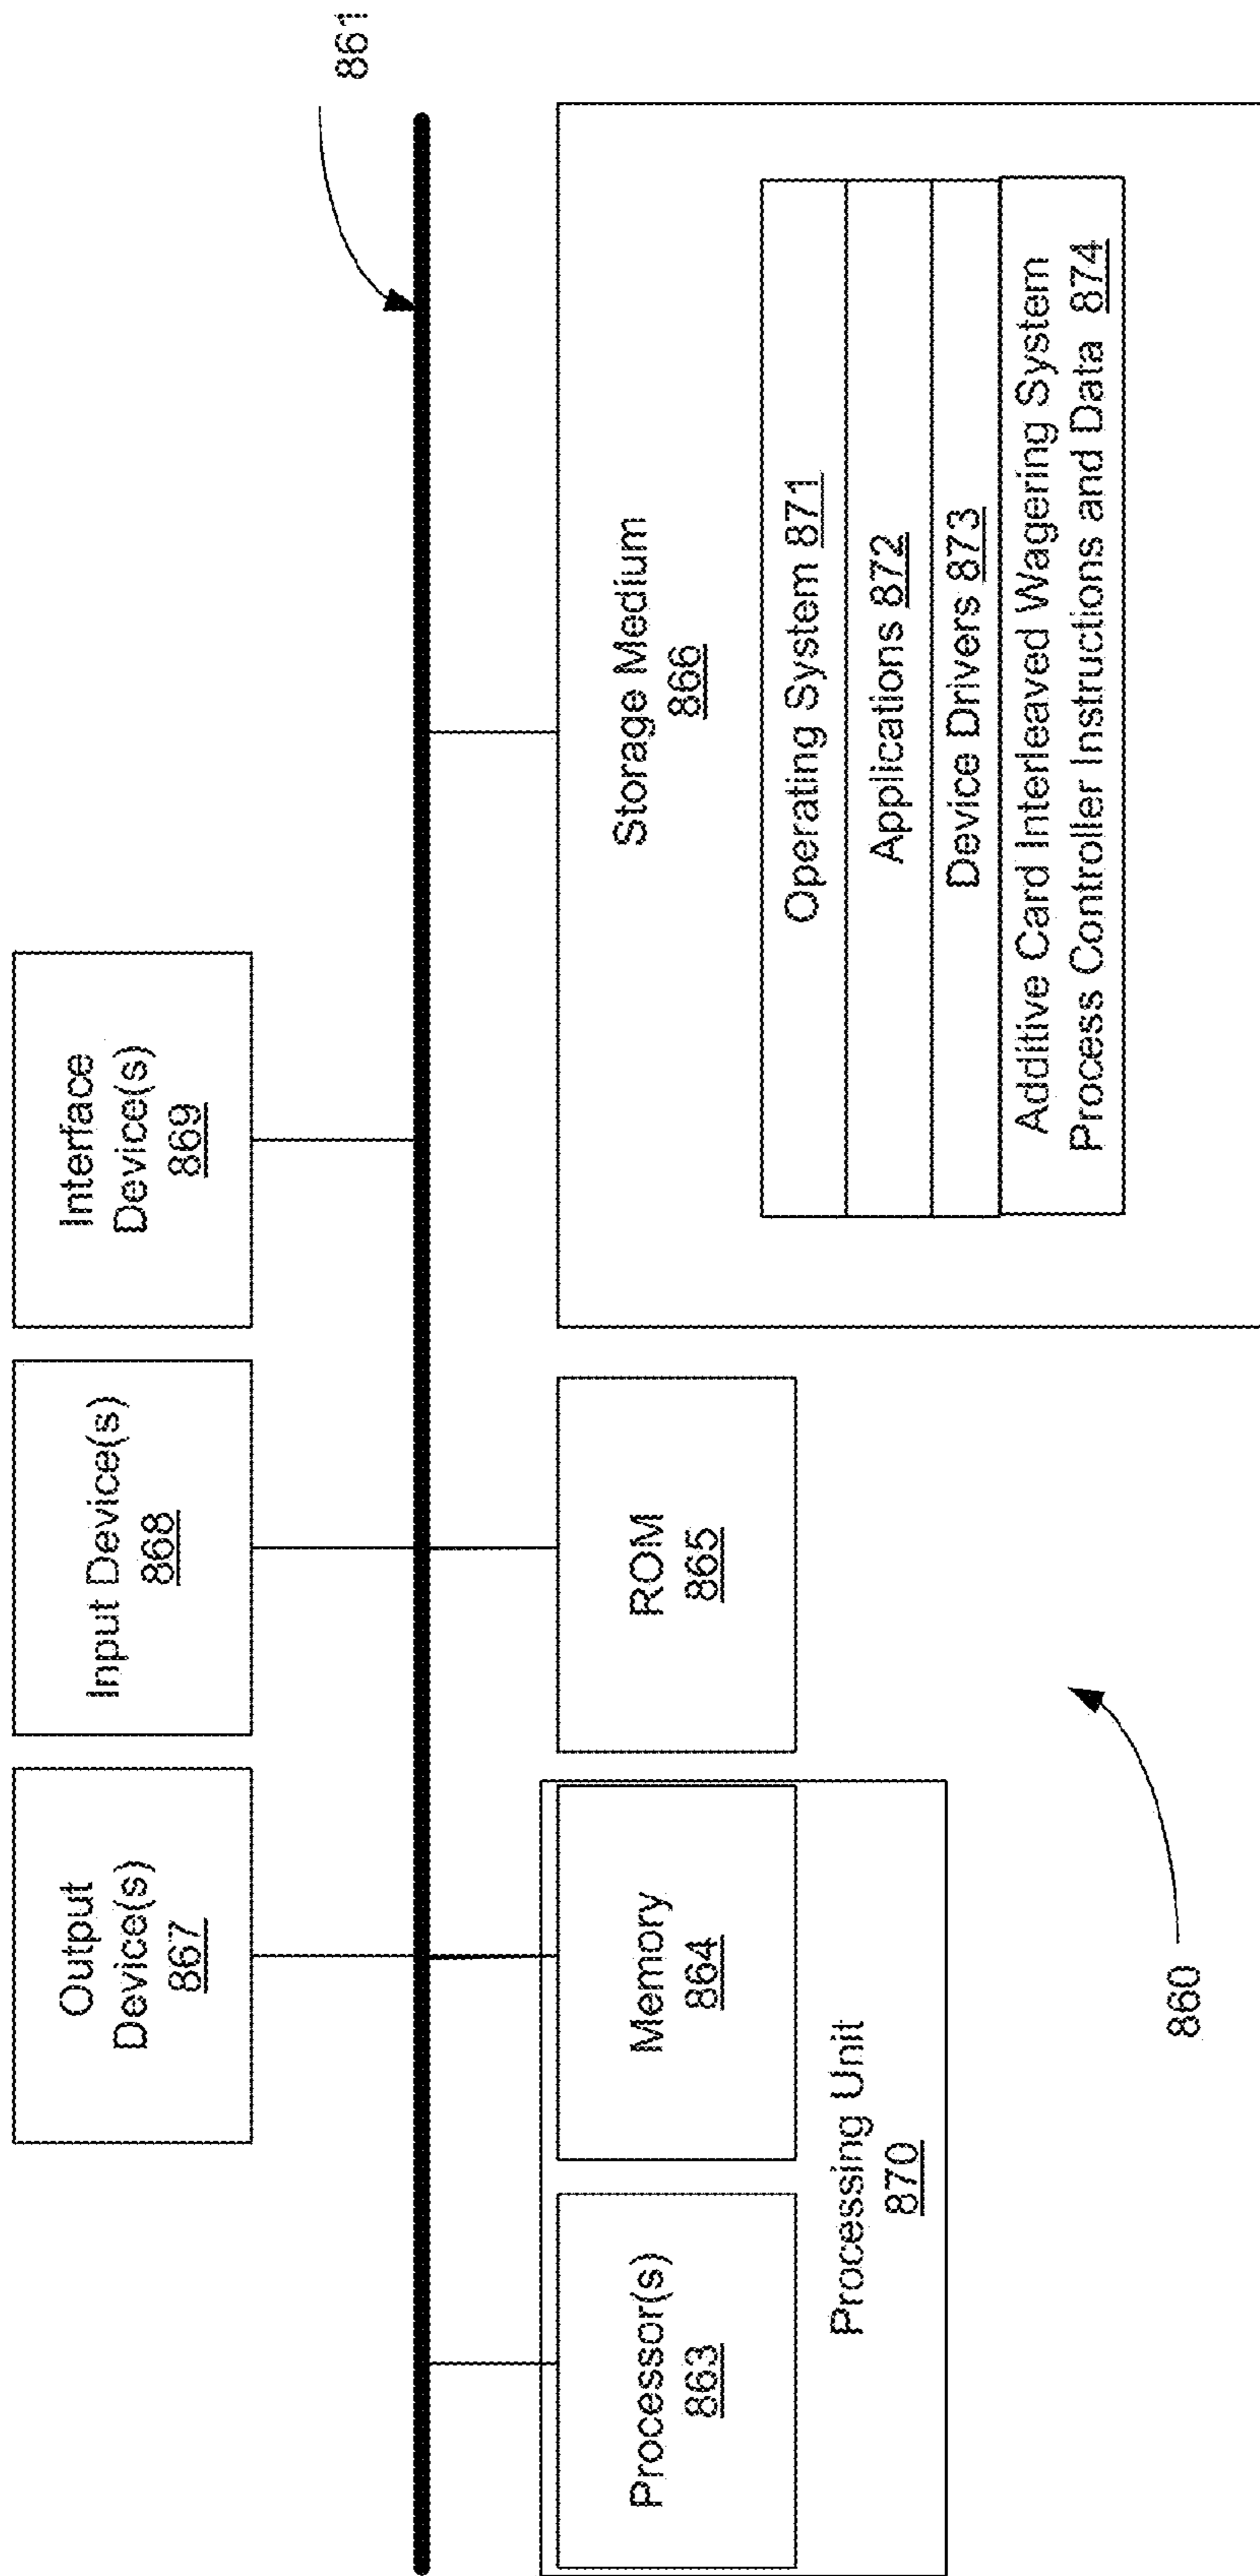 861
Output
Device(s)
867
Input Device(s)
868
Interface
Device(s)
869
Processor(s)
863
Memory
864
Processing Unit
870
ROM
865
Storage Medium
866
Operating System 871
Applications 872
Device Drivers 873
Additive Card Interleaved Wagering System
Process Controller Instructions and Data 874
860